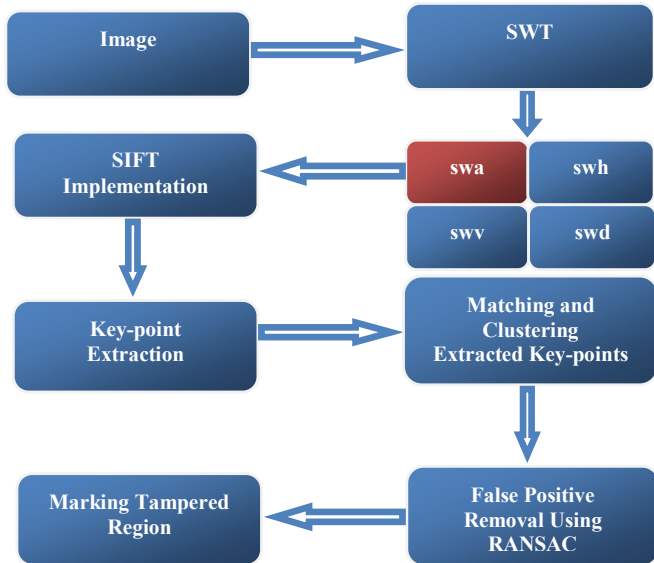 Image
SWT
swa
swh
swv
swd
SIFT
Implementation
Key-point
Extraction
Matching and
Clustering
Extracted Key-points
False Positive
Removal Using
RANSAC
Marking Tampered
Region